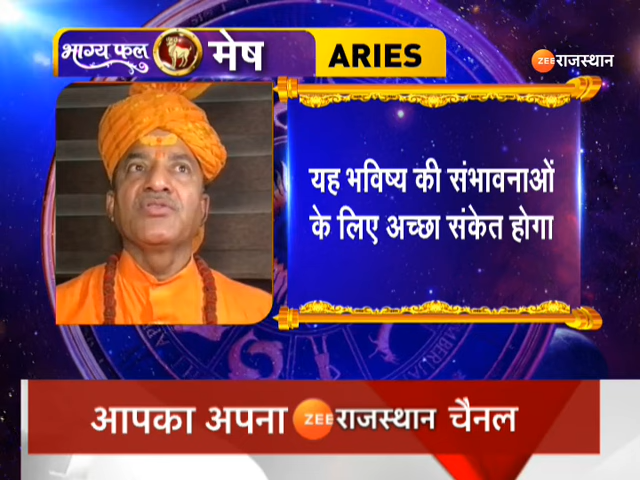 भाग्य फल मेष ARIES
ZEE राजस्थान
यह भविष्य की संभावनाओं
के लिए अच्छा संकेत होगा
आपका अपना ZEE राजस्थान चैनल